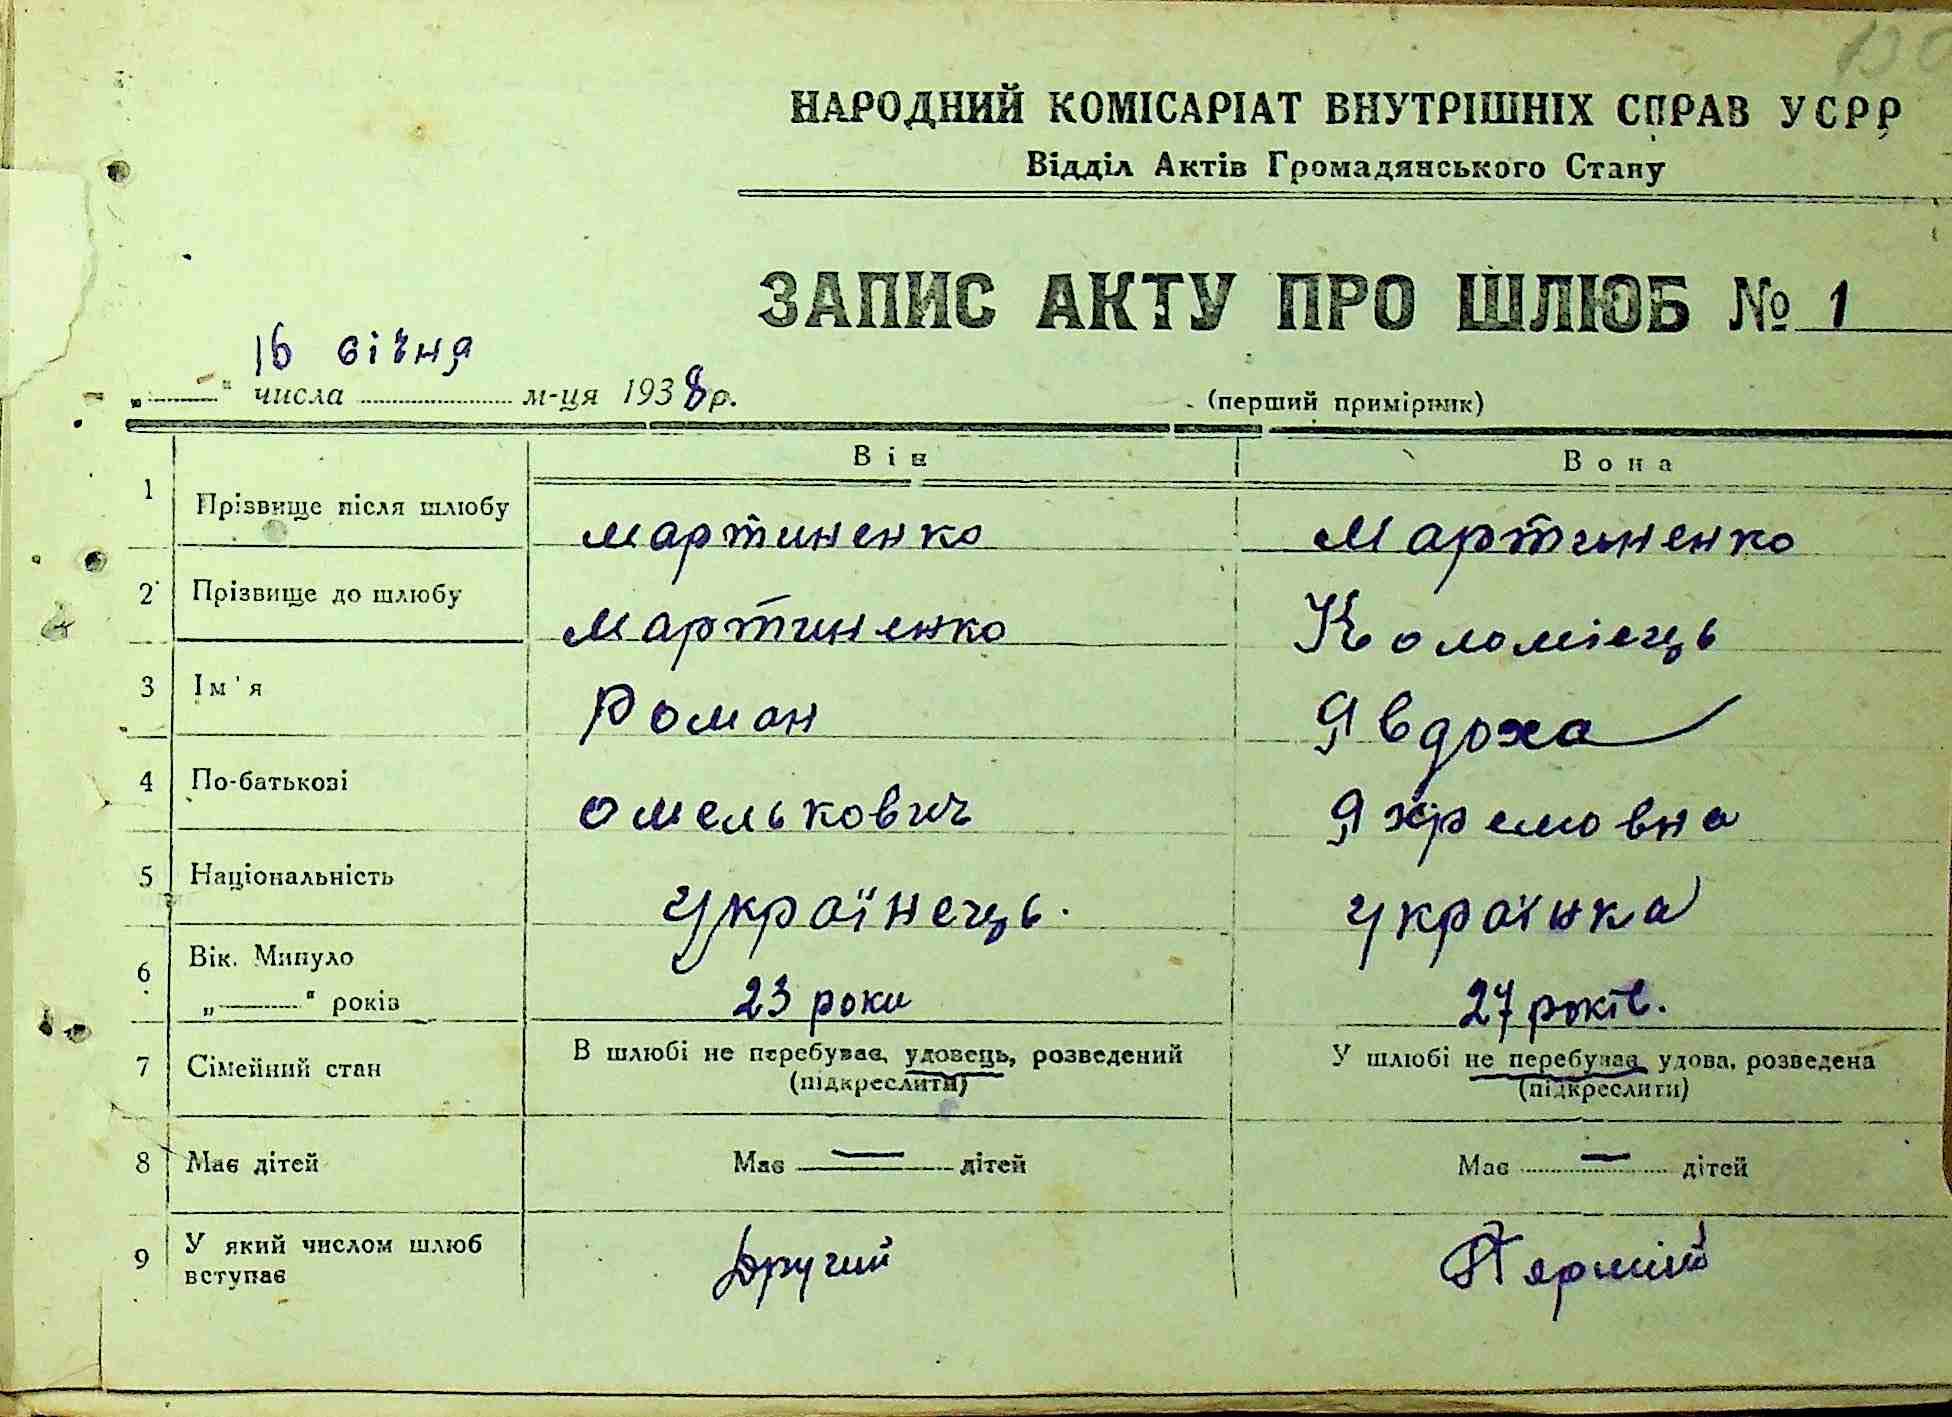 НАРОДНИЙ КОМІСАРІАТ ВНУТРІШНІХ СПРАВ УСРР
Відділ Актів Громадянського Стану
ЗАПИС АКТУ ПРО ШЛЮБ № 1
16 січня
„ “ числа м-ця 1938 р.
(перший примірник)
Він Вона
1 Прізвище після шлюбу мартиненко Мартиненко
2 Прізвище до шлюбу мартиненко Коломієць
3 Ім'я Роман Явдоха
4 По-батькові омелькович Яхремовна
5 Національність українець. українка
6 Вік. Минуло
„ “ років 23 роки 27 років.
7 Сімейний стан В шлюбі не перебуває, удовець, розведений У шлюбі не перебуває, удова, розведена
(підкреслити) (підкреслити)
8 Має дітей Має — дітей Має — дітей
9 У який числом шлюб вступає Другий Перший